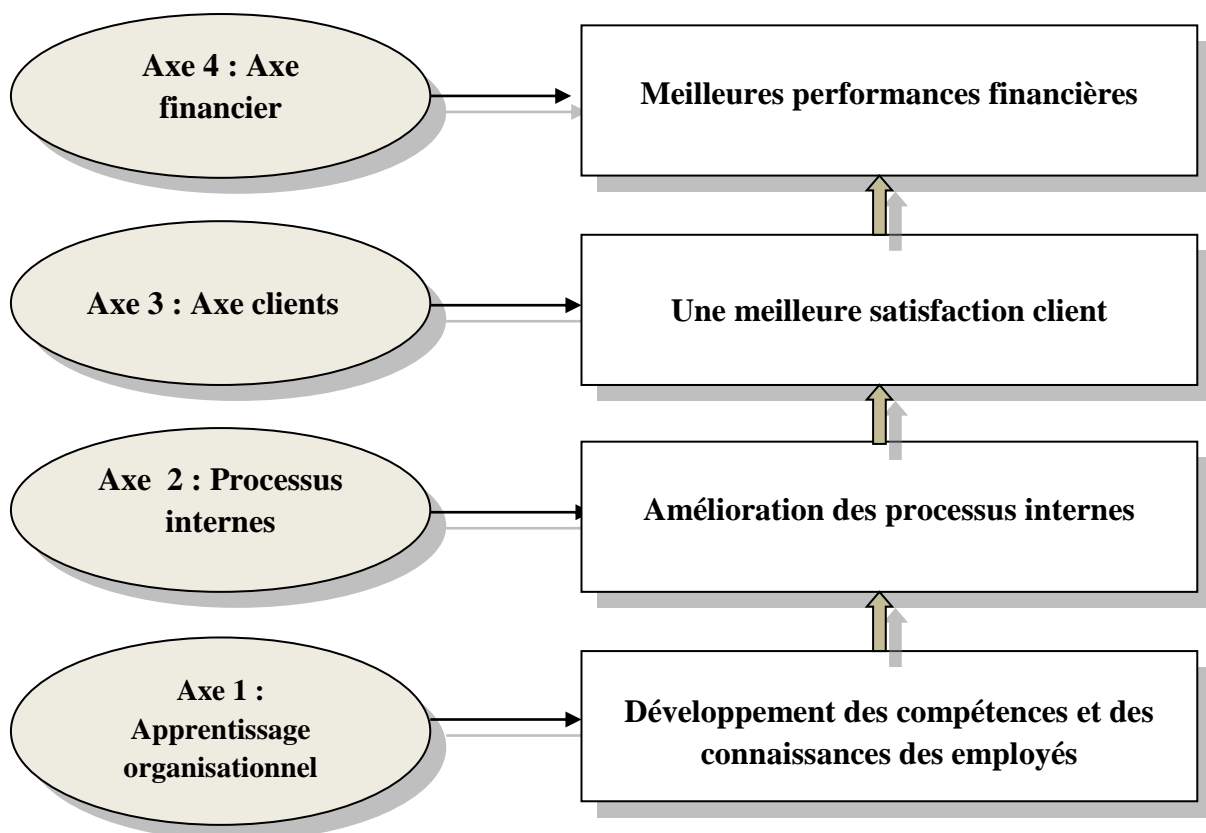 Axe 4 : Axe
financier
Meilleures performances financières
Axe 3 : Axe clients
Une meilleure satisfaction client
Axe 2 : Processus
internes
Amélioration des processus internes
Axe 1 :
Apprentissage
organisationnel
Développement des compétences et des
connaissances des employés